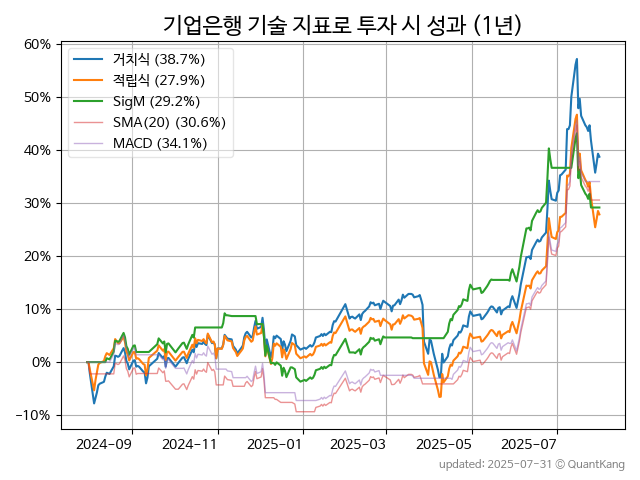 기업은행 기술 지표로 투자 시 성과 (1년)
60%
50%
40%
30%
20%
10%
0%
−10%
거치식 (38.7%)
적립식 (27.9%)
SigM (29.2%)
SMA(20) (30.6%)
MACD (34.1%)
2024−09
2024−11
2025−01
2025−03
2025−05
2025−07
updated: 2025-07-31 © QuantKang